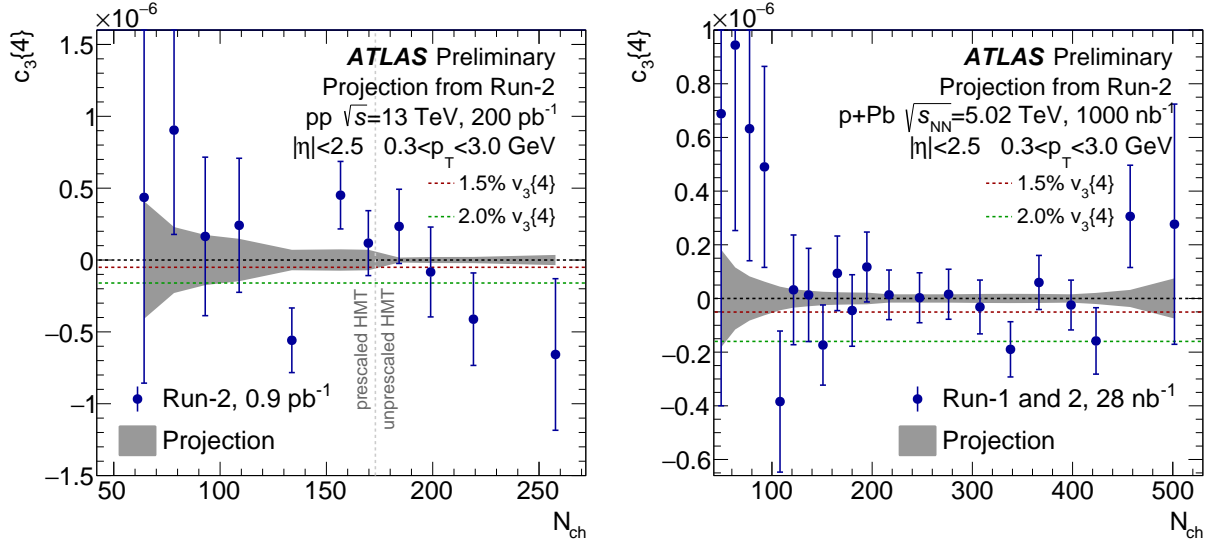 ×10⁻⁶
c₃{4}
1.5
1
0.5
0
−0.5
−1
−1.5
ATLAS Preliminary
Projection from Run-2
pp √s=13 TeV, 200 pb⁻¹
|η|<2.5 0.3<p_T<3.0 GeV
1.5% v₃{4}
2.0% v₃{4}
prescaled HMT
unprescaled HMT
Run-2, 0.9 pb⁻¹
Projection
50 100 150 200 250
N_ch
×10⁻⁶
c₃{4}
1
0.8
0.6
0.4
0.2
0
−0.2
−0.4
−0.6
ATLAS Preliminary
Projection from Run-2
p+Pb √s_NN=5.02 TeV, 1000 nb⁻¹
|η|<2.5 0.3<p_T<3.0 GeV
1.5% v₃{4}
2.0% v₃{4}
Run-1 and 2, 28 nb⁻¹
Projection
100 200 300 400 500
N_ch